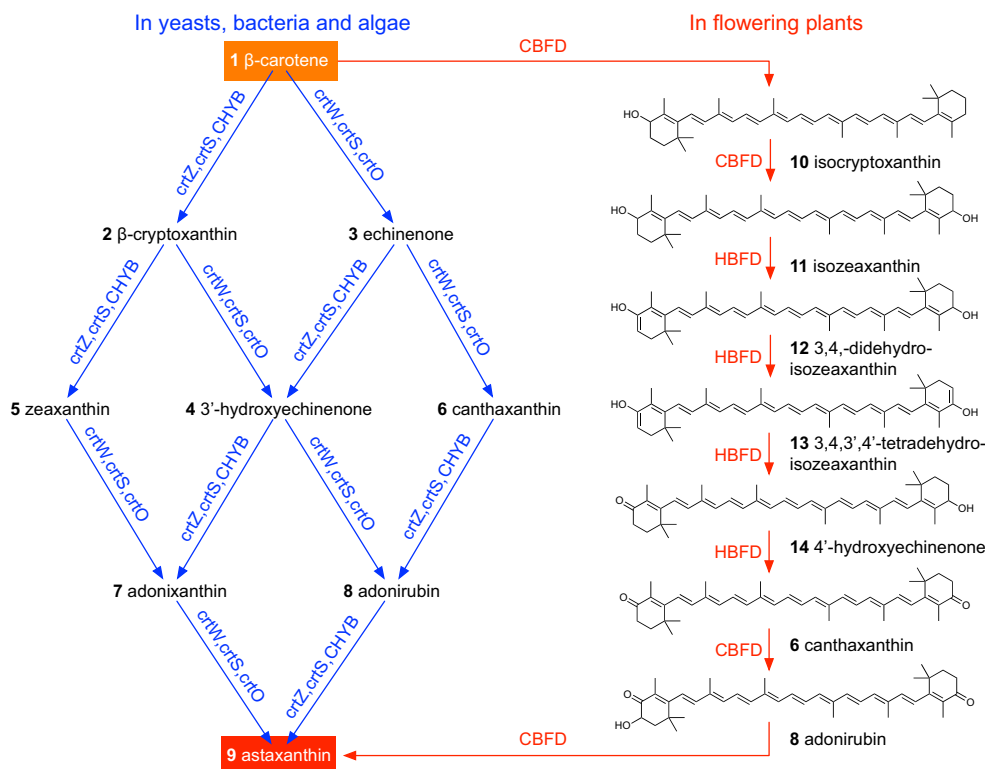 In yeasts, bacteria and algae
1 β-carotene
crtZ,crtS,CHYB
crtW,crtS,crtO
2 β-cryptoxanthin
3 echinenone
crtZ,crtS,CHYB
crtW,crtS,crtO
crtZ,crtS,CHYB
crtW,crtS,crtO
5 zeaxanthin
4 3'-hydroxyechinenone
6 canthaxanthin
crtW,crtS,crtO
crtZ,crtS,CHYB
crtW,crtS,crtO
crtZ,crtS,CHYB
7 adonixanthin
8 adonirubin
crtW,crtS,crtO
crtZ,crtS,CHYB
9 astaxanthin
In flowering plants
CBFD
HO
CBFD
10 isocryptoxanthin
HO
OH
HBFD
11 isozeaxanthin
HO
OH
HBFD
12 3,4,-didehydro-
isozeaxanthin
HO
OH
HBFD
13 3,4,3',4'-tetradehydro-
isozeaxanthin
O
OH
HBFD
14 4'-hydroxyechinenone
O
O
CBFD
6 canthaxanthin
O
O
HO
8 adonirubin
CBFD